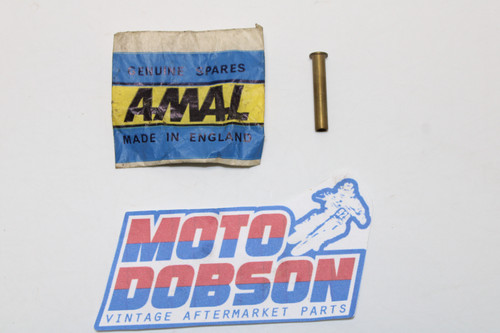 GENUINE SPARES
AMAL
MADE IN ENGLAND
MOTO
DOBSON
VINTAGE AFTERMARKET PARTS